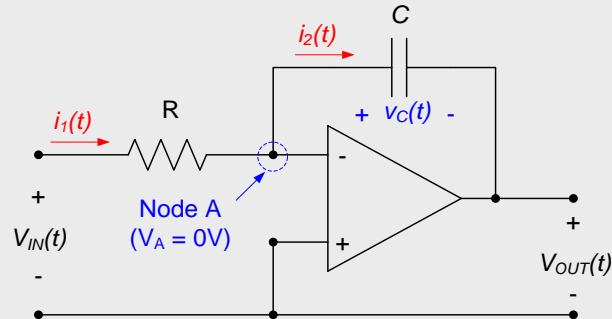 i2(t)
C
i1(t)
R
+ vC(t) -
-
Node A
(VA = 0V)
+
+
VIN(t)
-
+
VOUT(t)
-